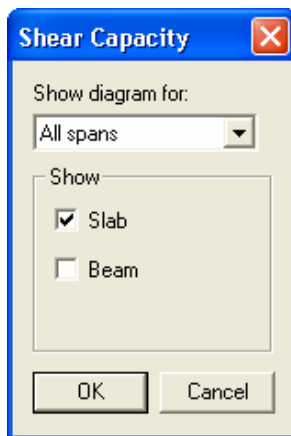 Shear Capacity
Show diagram for:
All spans
Show
Slab
Beam
OK Cancel